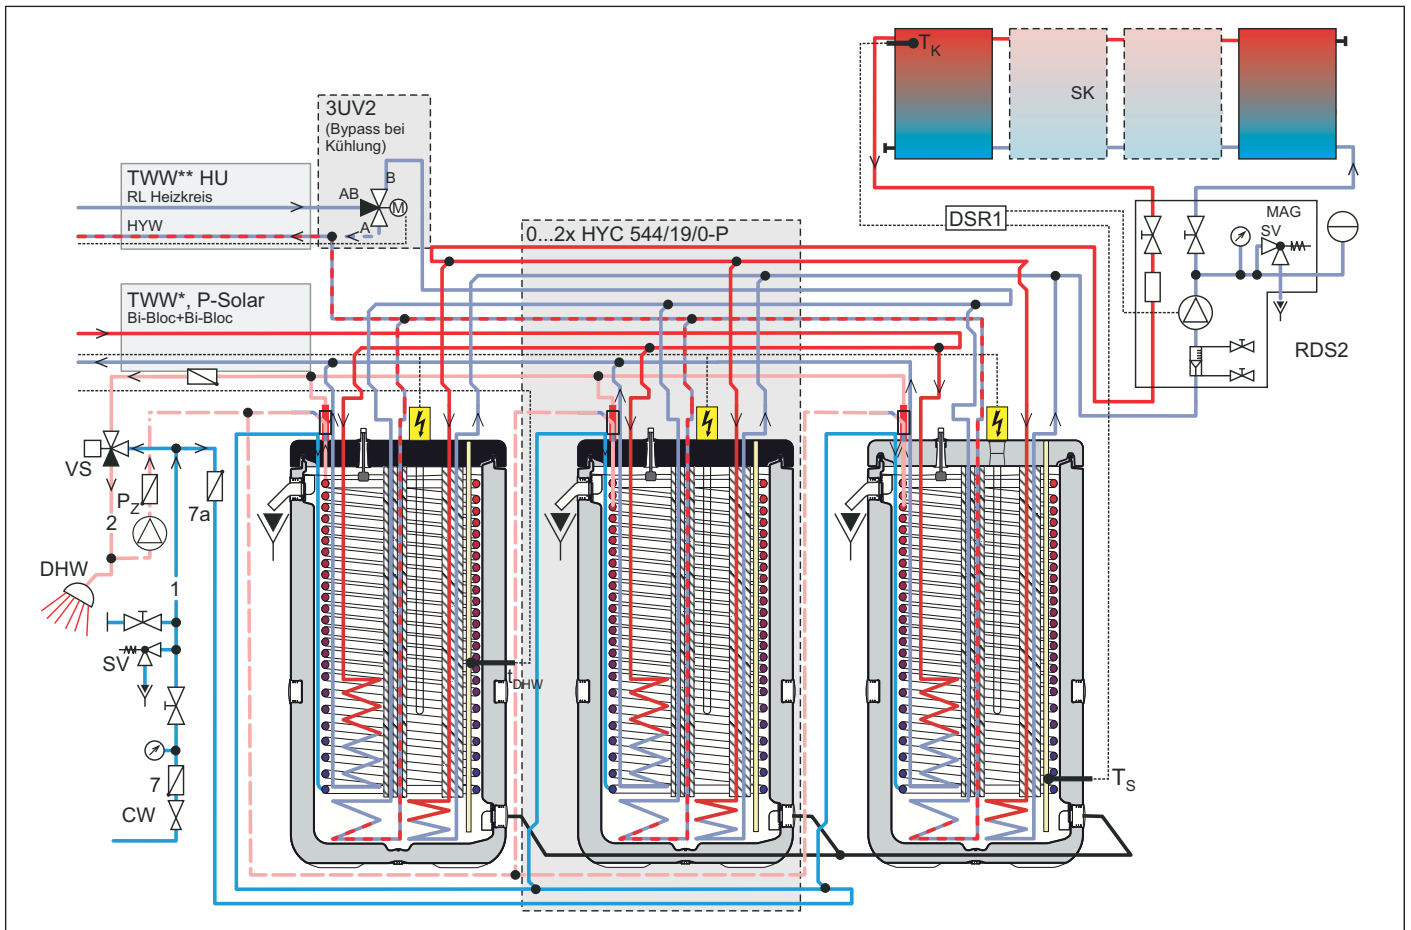 3UV2
(Bypass bei
Kühlung)
TWW** HU
RL Heizkreis
HYW
AB
B
A
M
TWW*, P-Solar
Bi-Bloc+Bi-Bloc
0...2x HYC 544/19/0-P
TK
SK
DSR1
MAG
SV
RDS2
VS
PZ
2
7a
DHW
1
SV
7
CW
tDHW
TS